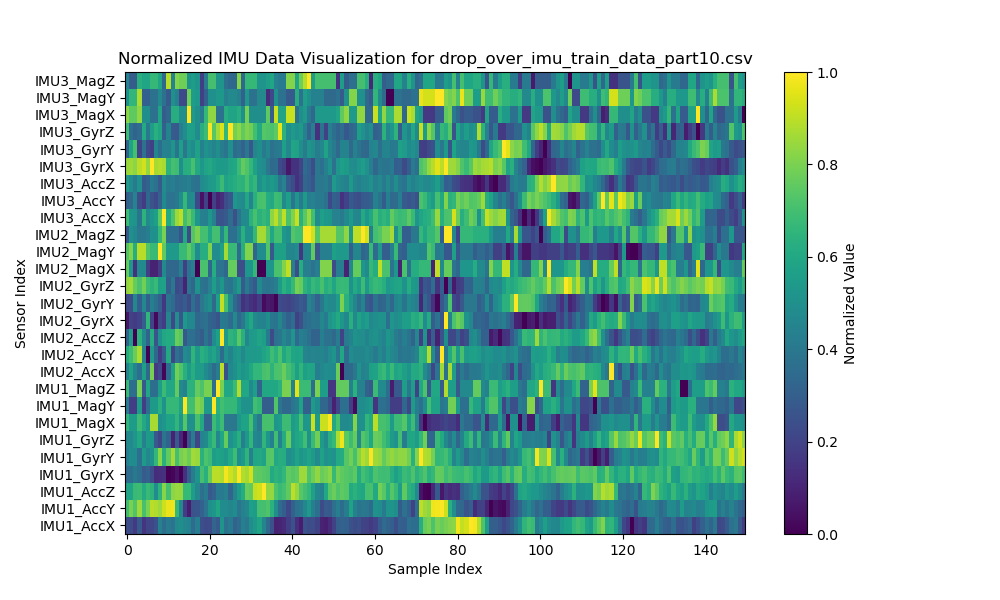 Normalized IMU Data Visualization for drop_over_imu_train_data_part10.csv
IMU3_MagZ
IMU3_MagY
IMU3_MagX
IMU3_GyrZ
IMU3_GyrY
IMU3_GyrX
IMU3_AccZ
IMU3_AccY
IMU3_AccX
IMU2_MagZ
IMU2_MagY
IMU2_MagX
IMU2_GyrZ
IMU2_GyrY
IMU2_GyrX
IMU2_AccZ
IMU2_AccY
IMU2_AccX
IMU1_MagZ
IMU1_MagY
IMU1_MagX
IMU1_GyrZ
IMU1_GyrY
IMU1_GyrX
IMU1_AccZ
IMU1_AccY
IMU1_AccX
Sensor Index
0 20 40 60 80 100 120 140
Sample Index
1.0
0.8
0.6
0.4
0.2
0.0
Normalized Value